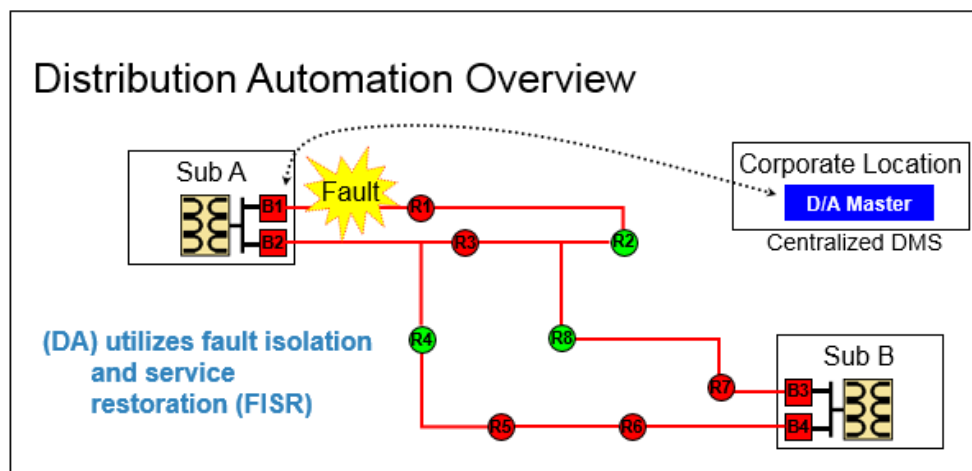 Distribution Automation Overview
Sub A
Fault
Corporate Location
B1
R1
D/A Master
B2
R3
R2
Centralized DMS
(DA) utilizes fault isolation
and service
restoration (FISR)
R4
R8
Sub B
R7
B3
R5
R6
B4